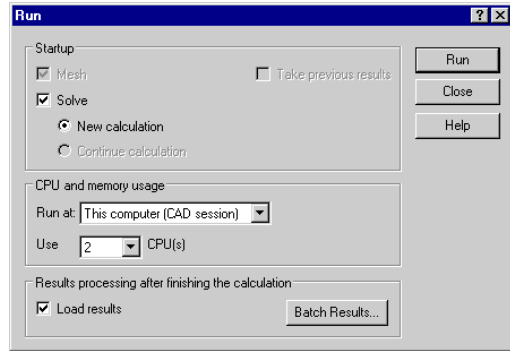 Run
Startup
Mesh
Take previous results
Solve
New calculation
Continue calculation
Run
Close
Help
CPU and memory usage
Run at: This computer (CAD session)
Use 2 CPU(s)
Results processing after finishing the calculation
Load results
Batch Results...